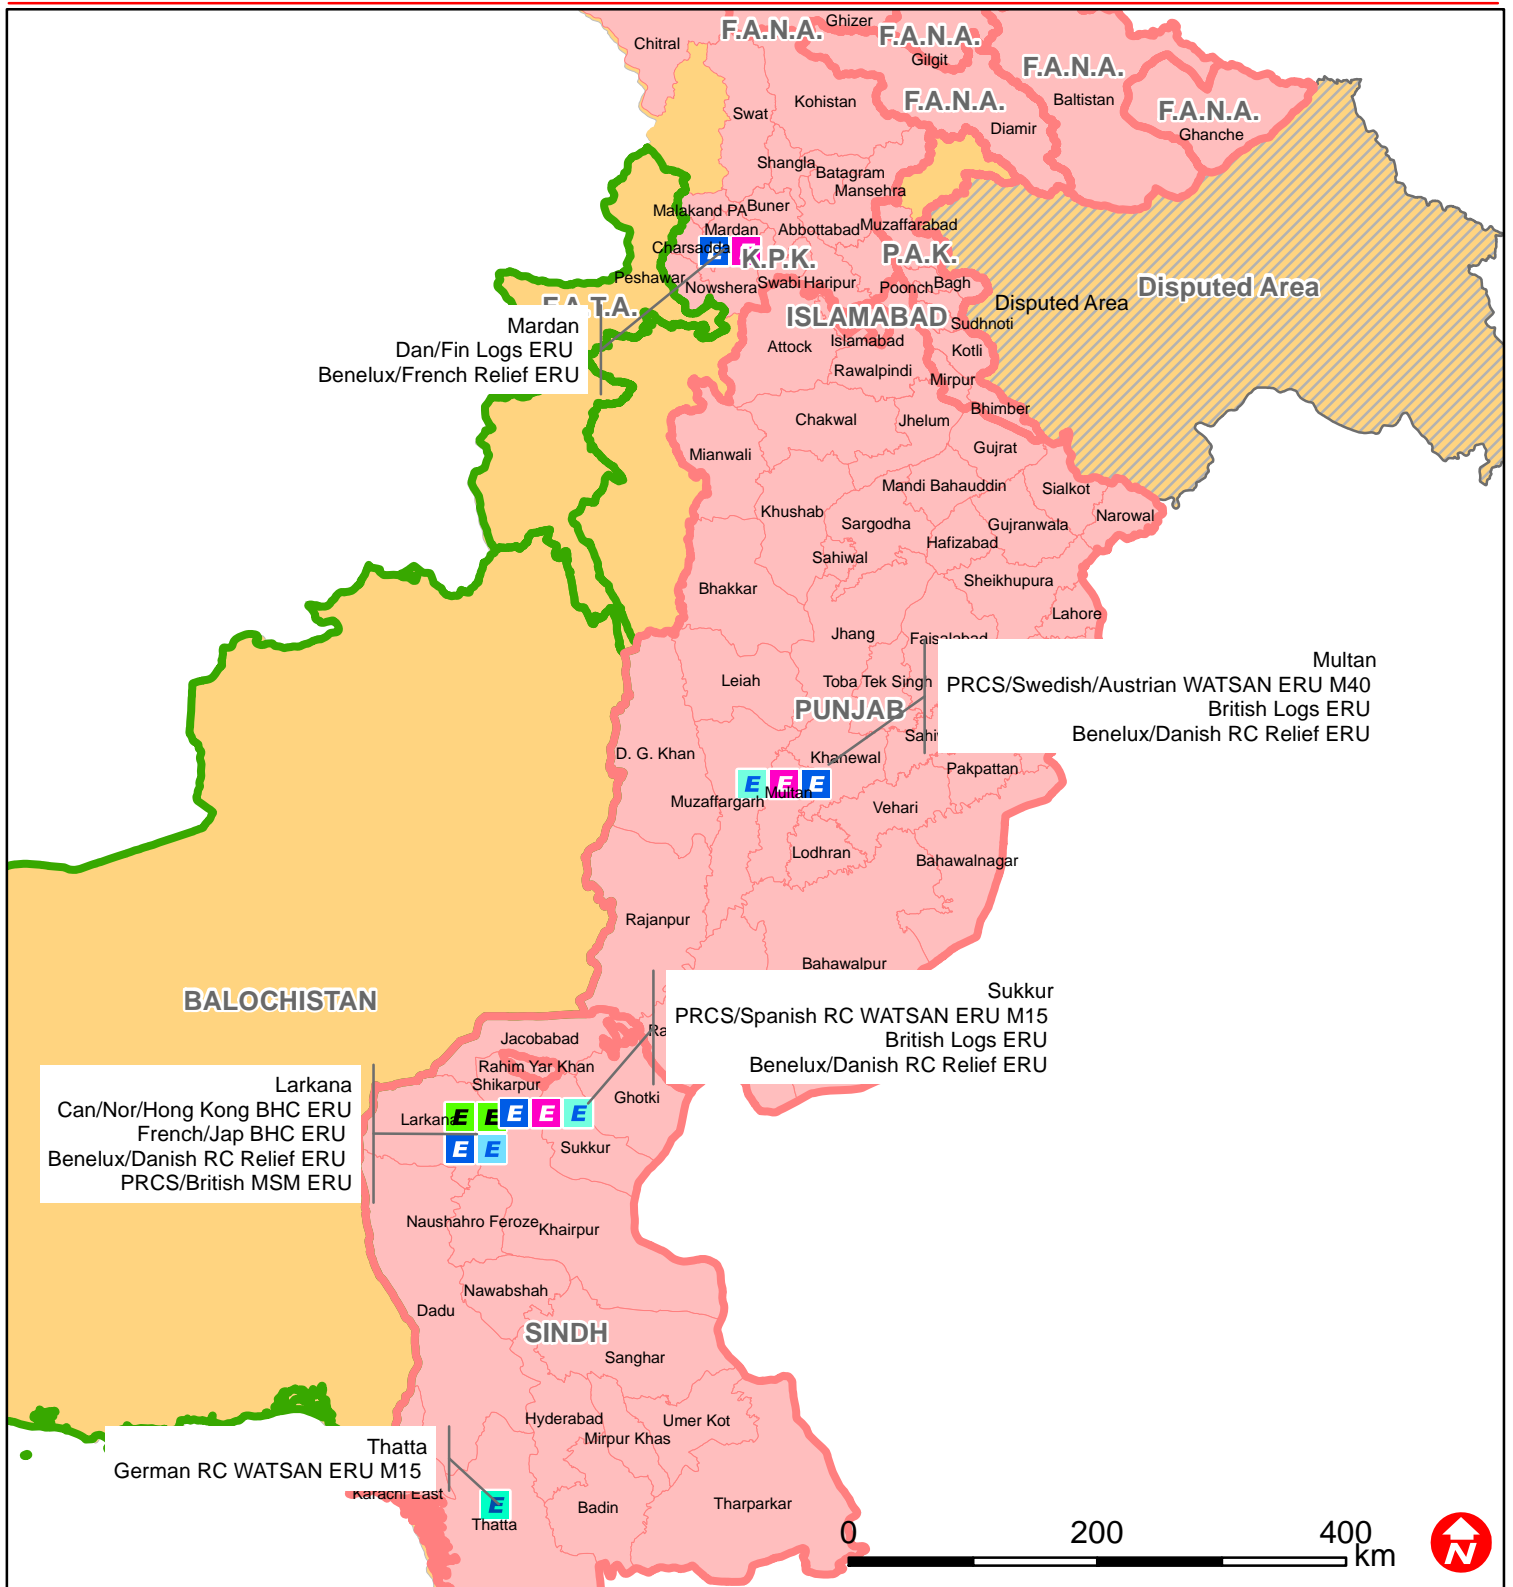 Ghizer
F.A.N.A.
F.A.N.A.
Chitral
Gilgit
F.A.N.A.
Baltistan
F.A.N.A.
Kohistan
F.A.N.A.
Swat
Diamir
Ghanche
Shangla
Batagram
Mansehra
Malakand PA
Buner
Mardan
Abbottabad
Muzaffarabad
Charsadda
E
K.P.K.
P.A.K.
Peshawar
Nowshera
Swabi
Haripur
Poonch
Bagh
Disputed Area
Disputed Area
F.A.T.A.
ISLAMABAD
Sudhnoti
Mardan
Dan/Fin Logs ERU
Benelux/French Relief ERU
Attock
Islamabad
Kotli
Rawalpindi
Mirpur
Bhimber
Chakwal
Jhelum
Gujrat
Mianwali
Mandi Bahauddin
Sialkot
Khushab
Sargodha
Gujranwala
Narowal
Hafizabad
Sahiwal
Sheikhupura
Bhakkar
Lahore
Jhang
Faisalabad
Multan
PRCS/Swedish/Austrian WATSAN ERU M40
British Logs ERU
Benelux/Danish RC Relief ERU
Leiah
Toba Tek Singh
PUNJAB
D. G. Khan
Khanewal
Pakpattan
E E E
Multan
Muzaffargarh
Vehari
Lodhran
Bahawalnagar
Rajanpur
Bahawalpur
BALOCHISTAN
Sukkur
PRCS/Spanish RC WATSAN ERU M15
British Logs ERU
Benelux/Danish RC Relief ERU
Jacobabad
Rahim Yar Khan
Shikarpur
Ghotki
Larkana
Can/Nor/Hong Kong BHC ERU
French/Jap BHC ERU
Benelux/Danish RC Relief ERU
PRCS/British MSM ERU
Larkana
E E E E E
E E
Sukkur
Naushahro Feroze
Khairpur
Nawabshah
Dadu
SINDH
Sanghar
Hyderabad
Umer Kot
Mirpur Khas
Thatta
German RC WATSAN ERU M15
Karachi East
E
Thatta
Badin
Tharparkar
0 200 400
km
N